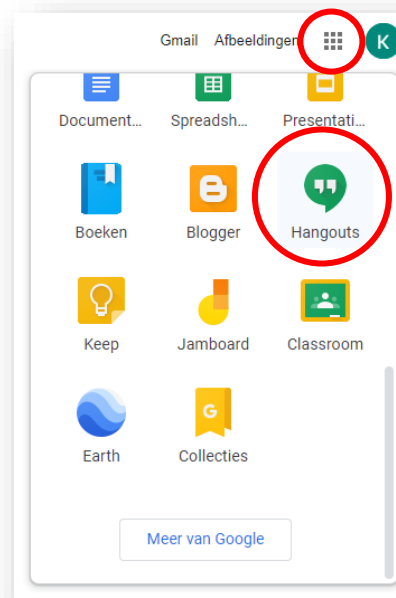 Gmail Afbeeldingen K
Document... Spreadsh... Presentati...
Boeken Blogger Hangouts
Keep Jamboard Classroom
G
Earth Collecties
Meer van Google